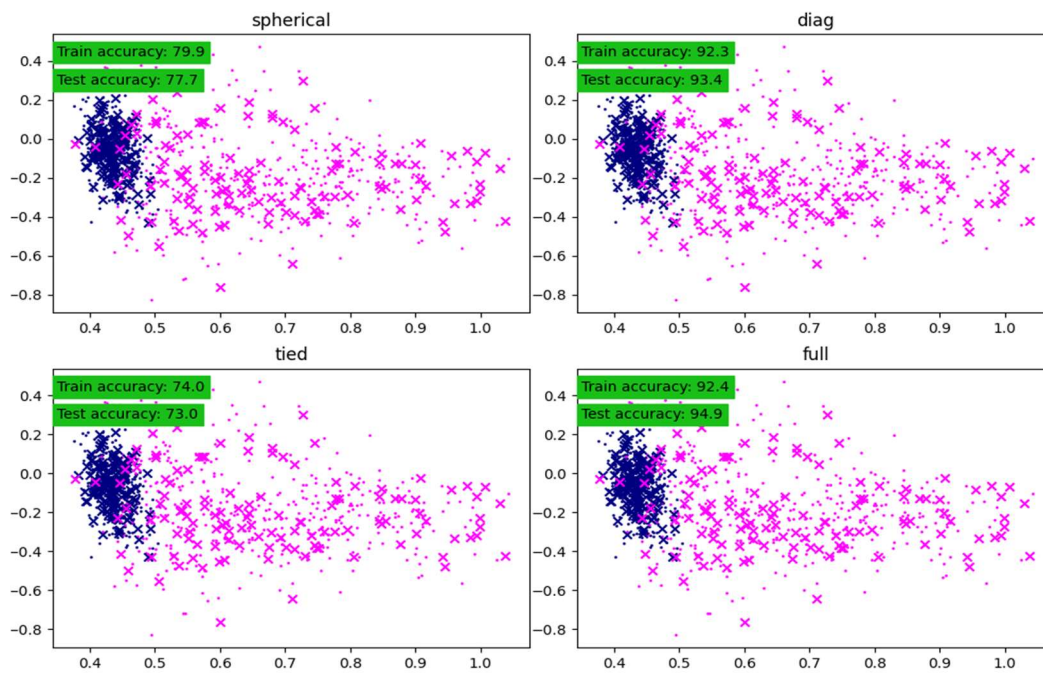 spherical
Train accuracy: 79.9
Test accuracy: 77.7
0.4
0.2
0.0
−0.2
−0.4
−0.6
−0.8
0.4 0.5 0.6 0.7 0.8 0.9 1.0
diag
Train accuracy: 92.3
Test accuracy: 93.4
0.4
0.2
0.0
−0.2
−0.4
−0.6
−0.8
0.4 0.5 0.6 0.7 0.8 0.9 1.0
tied
Train accuracy: 74.0
Test accuracy: 73.0
0.4
0.2
0.0
−0.2
−0.4
−0.6
−0.8
0.4 0.5 0.6 0.7 0.8 0.9 1.0
full
Train accuracy: 92.4
Test accuracy: 94.9
0.4
0.2
0.0
−0.2
−0.4
−0.6
−0.8
0.4 0.5 0.6 0.7 0.8 0.9 1.0